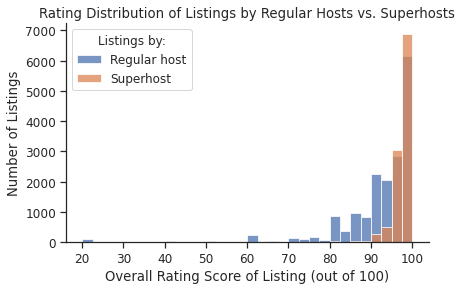 Rating Distribution of Listings by Regular Hosts vs. Superhosts
Listings by:
Regular host
Superhost
Number of Listings
7000
6000
5000
4000
3000
2000
1000
0
20 30 40 50 60 70 80 90 100
Overall Rating Score of Listing (out of 100)